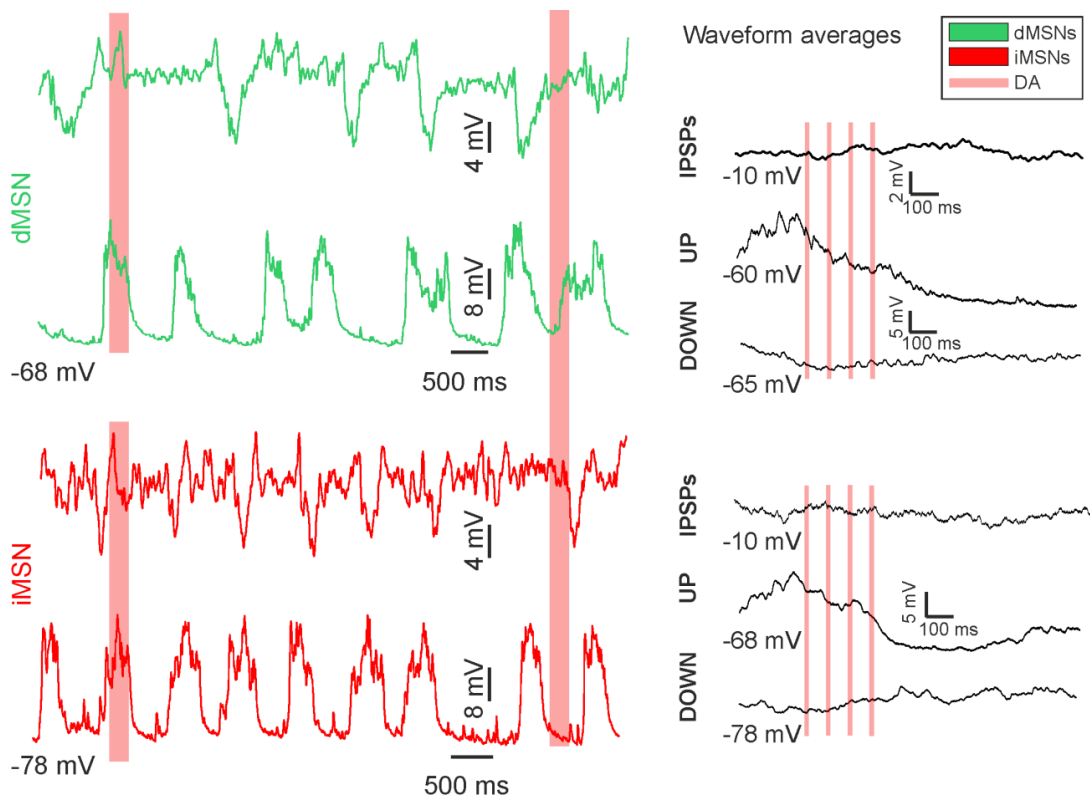 dMSN
4 mV
8 mV
-68 mV
500 ms
iMSN
4 mV
8 mV
-78 mV
500 ms
Waveform averages
dMSNs
iMSNs
DA
IPSPs
-10 mV
2 mV
100 ms
UP
-60 mV
5 mV
100 ms
DOWN
-65 mV
IPSPs
-10 mV
UP
-68 mV
5 mV
100 ms
DOWN
-78 mV